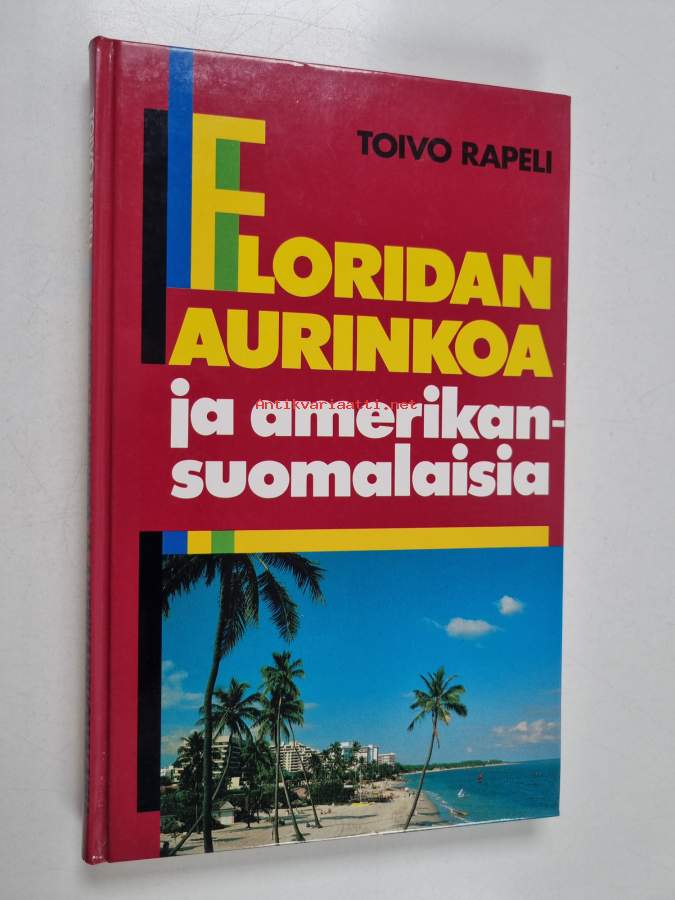 TOIVO RAPELI
FLORIDAN
AURINKOA
ja amerikan-
suomalaisia
Antikvariaatti.net